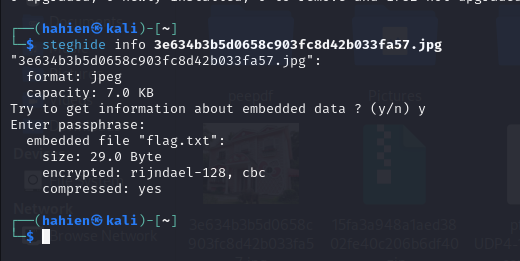 (hahien㉿kali)-[~]
$ steghide info 3e634b3b5d0658c903fc8d42b033fa57.jpg
"3e634b3b5d0658c903fc8d42b033fa57.jpg":
format: jpeg
capacity: 7.0 KB
Try to get information about embedded data ? (y/n) y
Enter passphrase:
embedded file "flag.txt":
size: 29.0 Byte
encrypted: rijndael-128, cbc
compressed: yes
(hahien㉿kali)-[~]
$